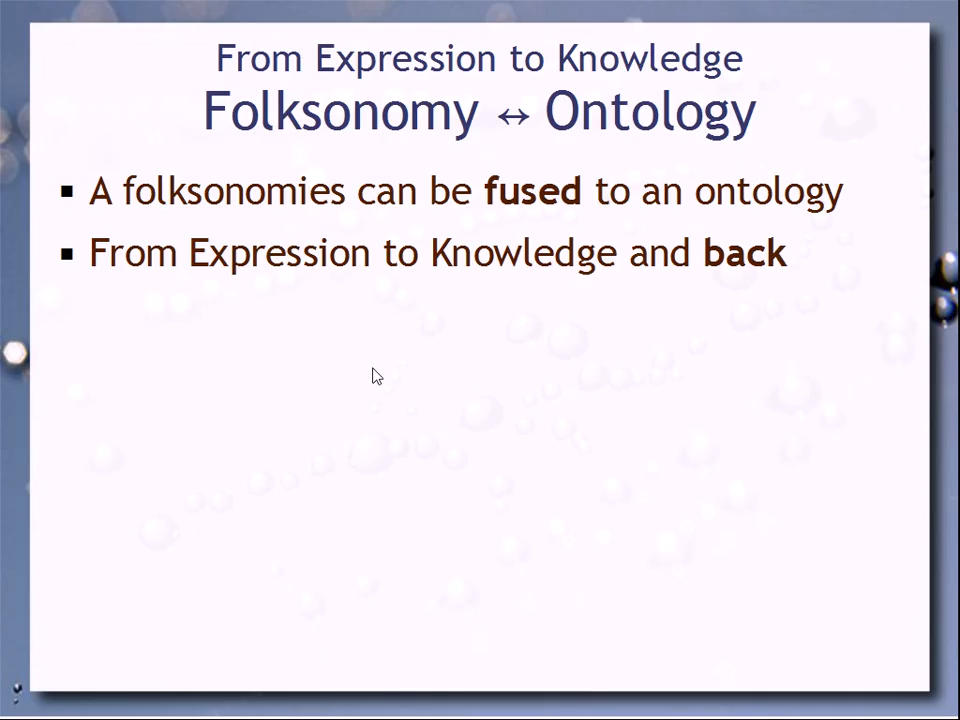 From Expression to Knowledge
Folksonomy ↔ Ontology
▪ A folksonomies can be fused to an ontology
▪ From Expression to Knowledge and back